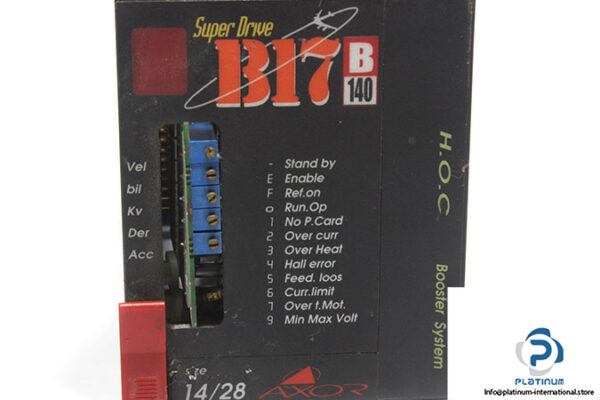 Super Drive
B17 B
140
Vel
bil
Kv
Der
Acc
- Stand by
E Enable
F Ref.on
o Run.Op
1 No P.Card
2 Over curr
3 Over Heat
4 Hall error
5 Feed. loos
6 Curr.limit
7 Over t.Mot.
9 Min Max Volt
H.O.C.
Booster System
size
14/28
AXOR
PLATINUM
INTERNATIONAL
Info@platinum-international.store